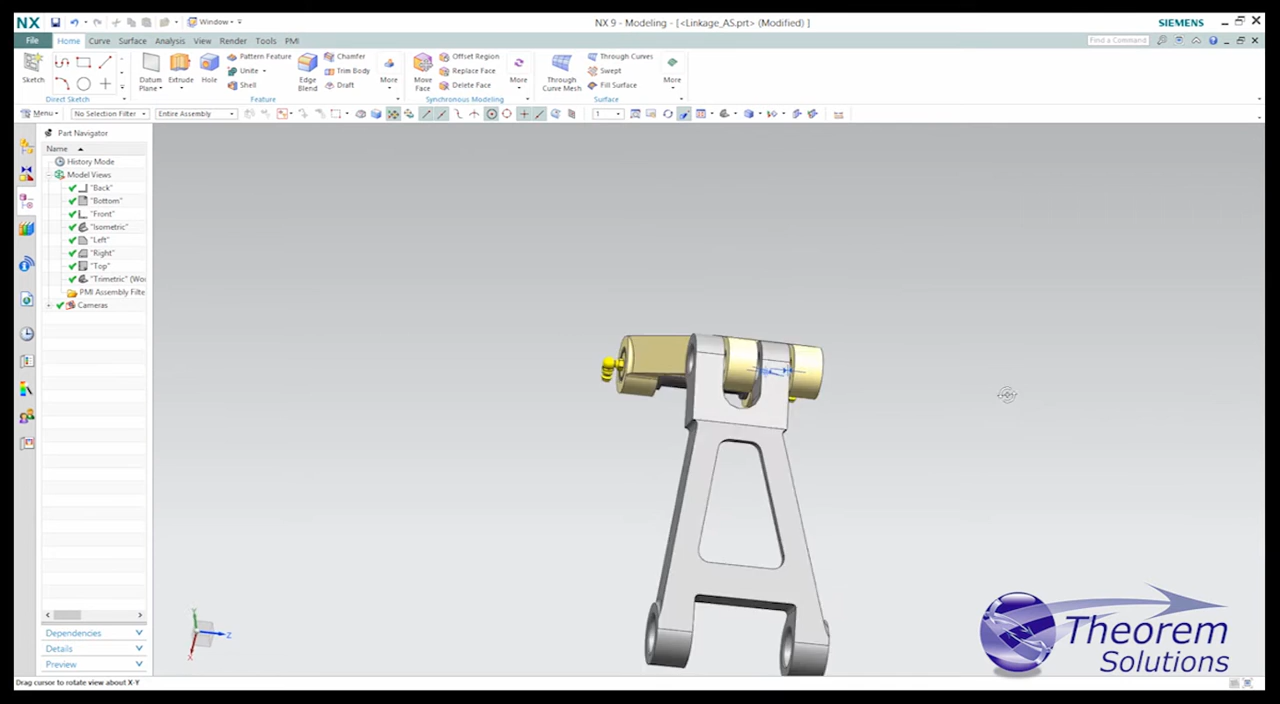 NX Window NX 9 - Modeling - [<Linkage_AS.prt> (Modified) ] SIEMENS
File Home Curve Surface Analysis View Render Tools PMI Find a Command
Pattern Feature Chamfer Offset Region Through Curves
Unite Trim Body Replace Face Swept
Shell Draft Delete Face Fill Surface
Sketch Datum Plane Extrude Hole Edge Blend More Move Face More Through Curve Mesh More
Direct Sketch Feature Synchronous Modeling Surface
Menu No Selection Filter Entire Assembly 1
Part Navigator
Name
History Mode
Model Views
"Back"
"Bottom"
"Front"
"Isometric"
"Left"
"Right"
"Top"
"Trimetric" (Wo
PMI Assembly Filte
Cameras
Dependencies
Details
Preview
Y
Z
X
Theorem
Solutions
Drag cursor to rotate view about X-Y